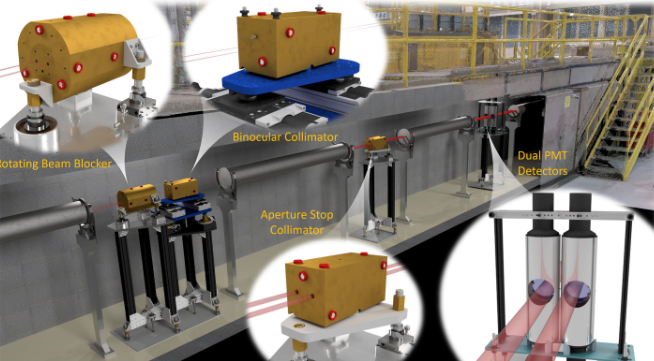 Rotating Beam Blocker
Binocular Collimator
Dual PMT
Detectors
Aperture Stop
Collimator